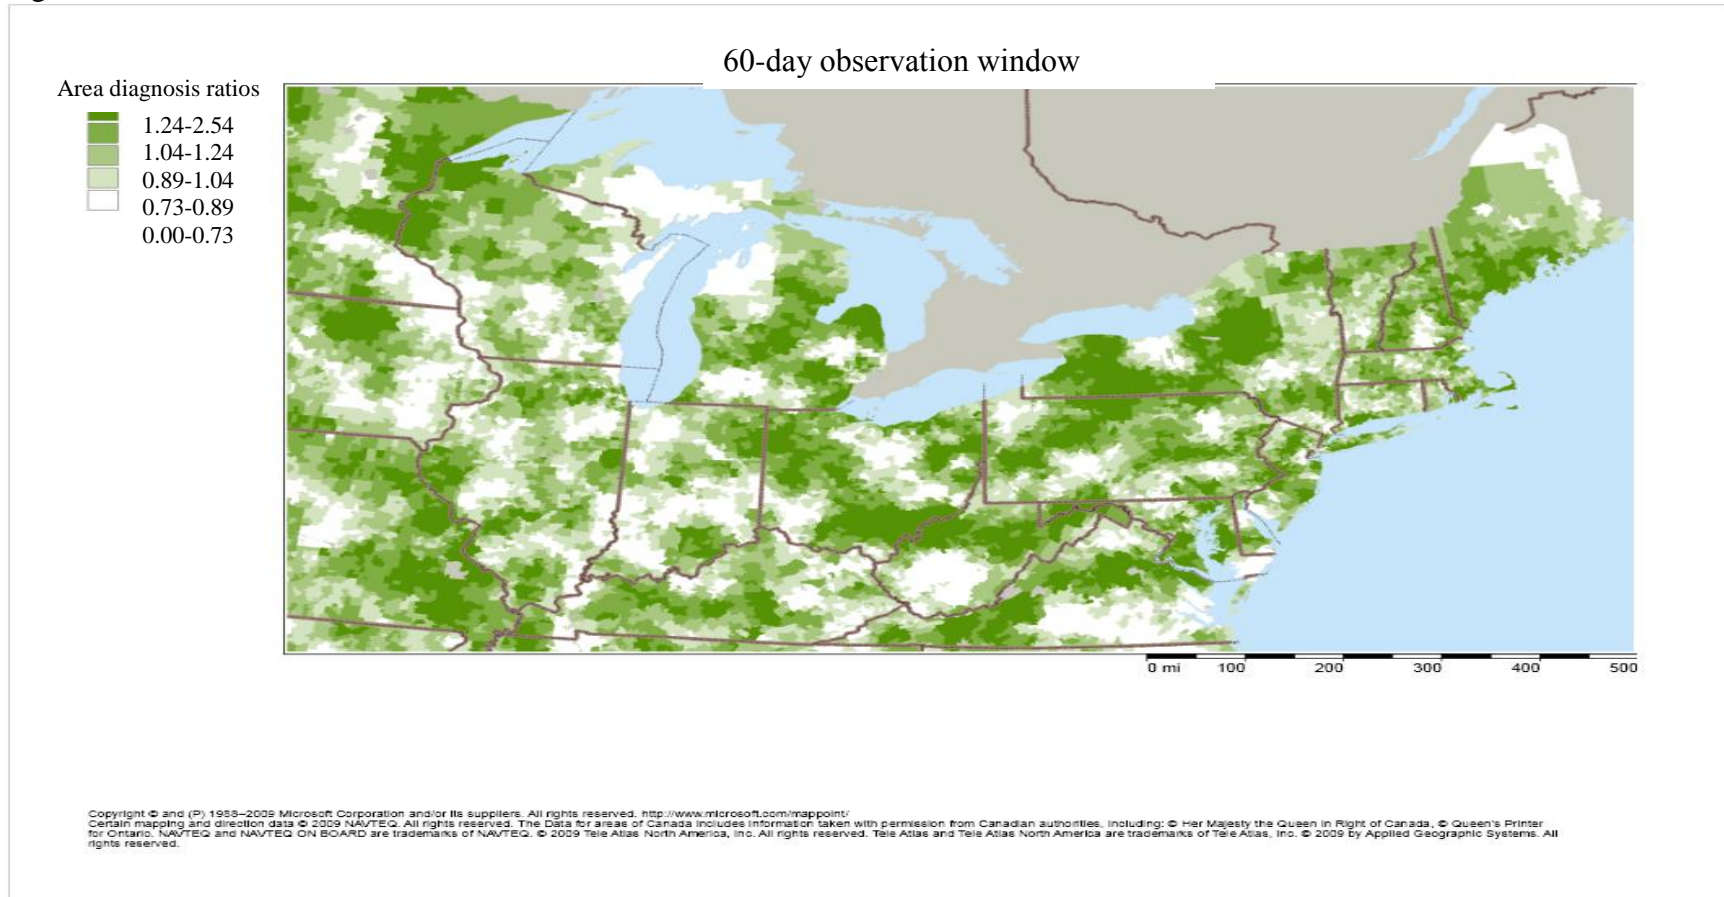 60-day observation window
Area diagnosis ratios
1.24-2.54
1.04-1.24
0.89-1.04
0.73-0.89
0.00-0.73
0 mi 100 200 300 400 500
Copyright © and (P) 1988–2009 Microsoft Corporation and/or its suppliers. All rights reserved. http://www.microsoft.com/mappoint/
Certain mapping and direction data © 2009 NAVTEQ. All rights reserved. The Data for areas of Canada includes information taken with permission from Canadian authorities, including: © Her Majesty the Queen in Right of Canada, © Queen's Printer
for Ontario. NAVTEQ and NAVTEQ ON BOARD are trademarks of NAVTEQ. © 2009 Tele Atlas North America, Inc. All rights reserved. Tele Atlas and Tele Atlas North America are trademarks of Tele Atlas, Inc. © 2009 by Applied Geographic Systems. All
rights reserved.